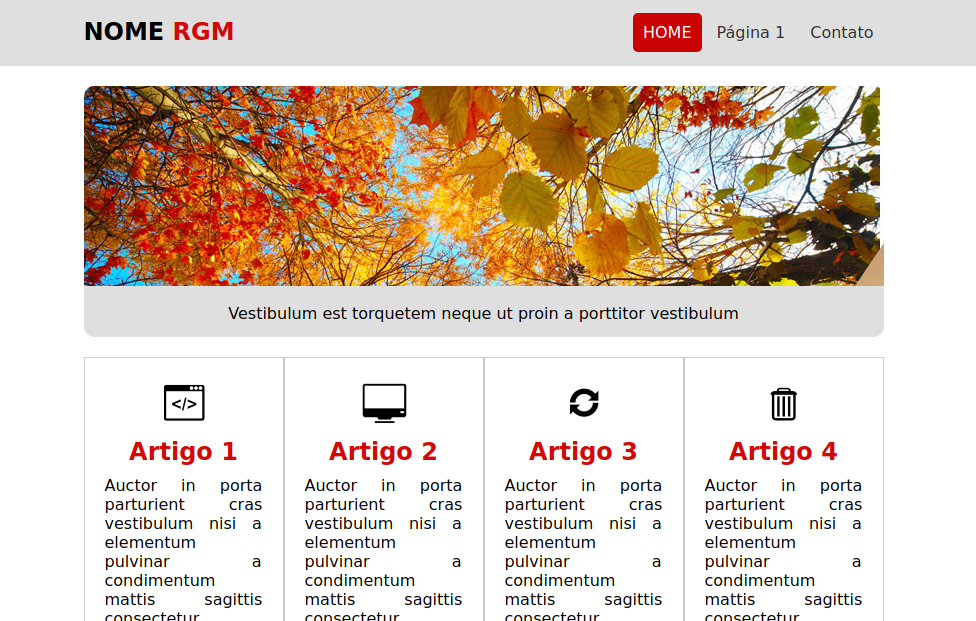 NOME RGM
HOME Página 1 Contato
Vestibulum est torquetem neque ut proin a porttitor vestibulum
</>
Artigo 1
Auctor in porta
parturient cras
vestibulum nisi a
elementum
pulvinar a
condimentum
mattis sagittis
consectetur
Artigo 2
Auctor in porta
parturient cras
vestibulum nisi a
elementum
pulvinar a
condimentum
mattis sagittis
consectetur
Artigo 3
Auctor in porta
parturient cras
vestibulum nisi a
elementum
pulvinar a
condimentum
mattis sagittis
consectetur
Artigo 4
Auctor in porta
parturient cras
vestibulum nisi a
elementum
pulvinar a
condimentum
mattis sagittis
consectetur